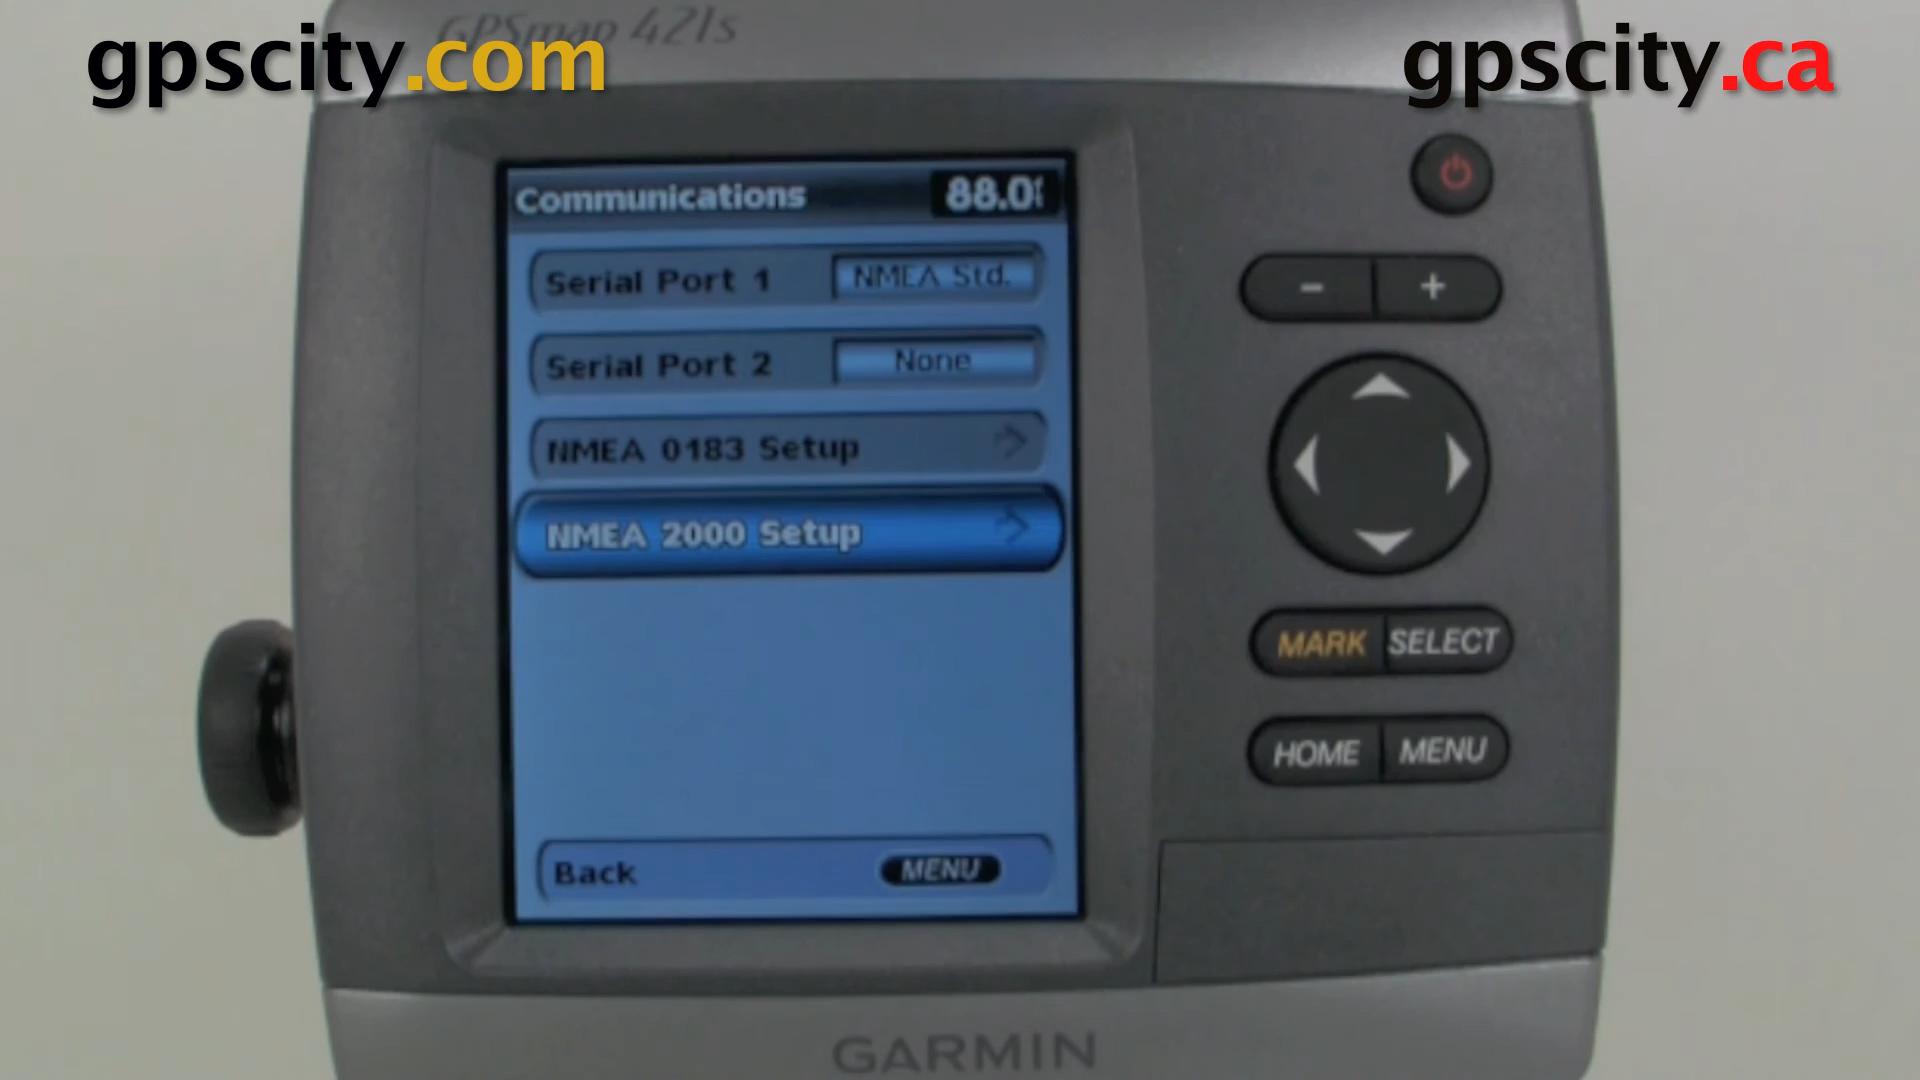 GPSmap 421s
gpscity.com
gpscity.ca
Communications 88.0ft
Serial Port 1 NMEA Std.
Serial Port 2 None
NMEA 0183 Setup
NMEA 2000 Setup
Back MENU
- +
MARK SELECT
HOME MENU
GARMIN